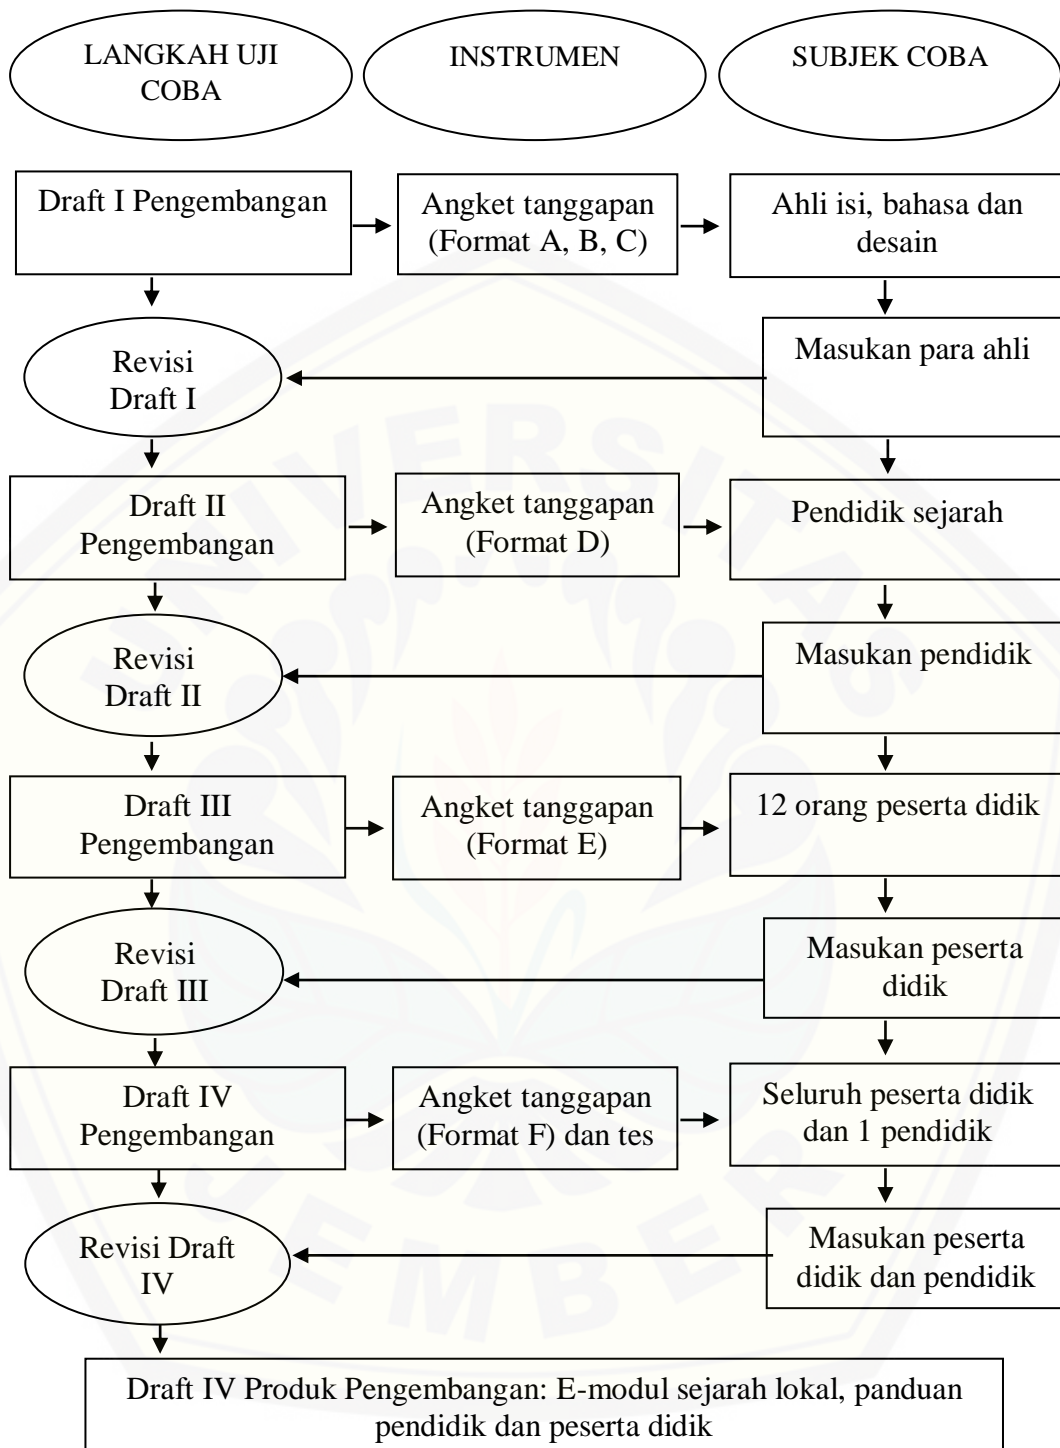 LANGKAH UJI
COBA
INSTRUMEN
SUBJEK COBA
Draft I Pengembangan
Angket tanggapan
(Format A, B, C)
Ahli isi, bahasa dan
desain
Revisi
Draft I
Masukan para ahli
Draft II
Pengembangan
Angket tanggapan
(Format D)
Pendidik sejarah
Revisi
Draft II
Masukan pendidik
Draft III
Pengembangan
Angket tanggapan
(Format E)
12 orang peserta didik
Revisi
Draft III
Masukan peserta
didik
Draft IV
Pengembangan
Angket tanggapan
(Format F) dan tes
Seluruh peserta didik
dan 1 pendidik
Revisi Draft
IV
Masukan peserta
didik dan pendidik
Draft IV Produk Pengembangan: E-modul sejarah lokal, panduan
pendidik dan peserta didik
UNIVERSITAS
JEMBER